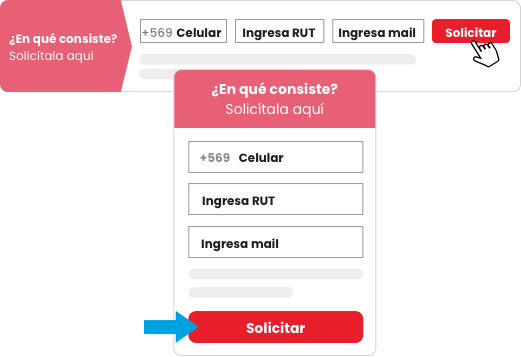 ¿En qué consiste?
Solicítala aquí
+569 Celular
Ingresa RUT
Ingresa mail
Solicitar
¿En qué consiste?
Solicítala aquí
+569 Celular
Ingresa RUT
Ingresa mail
Solicitar